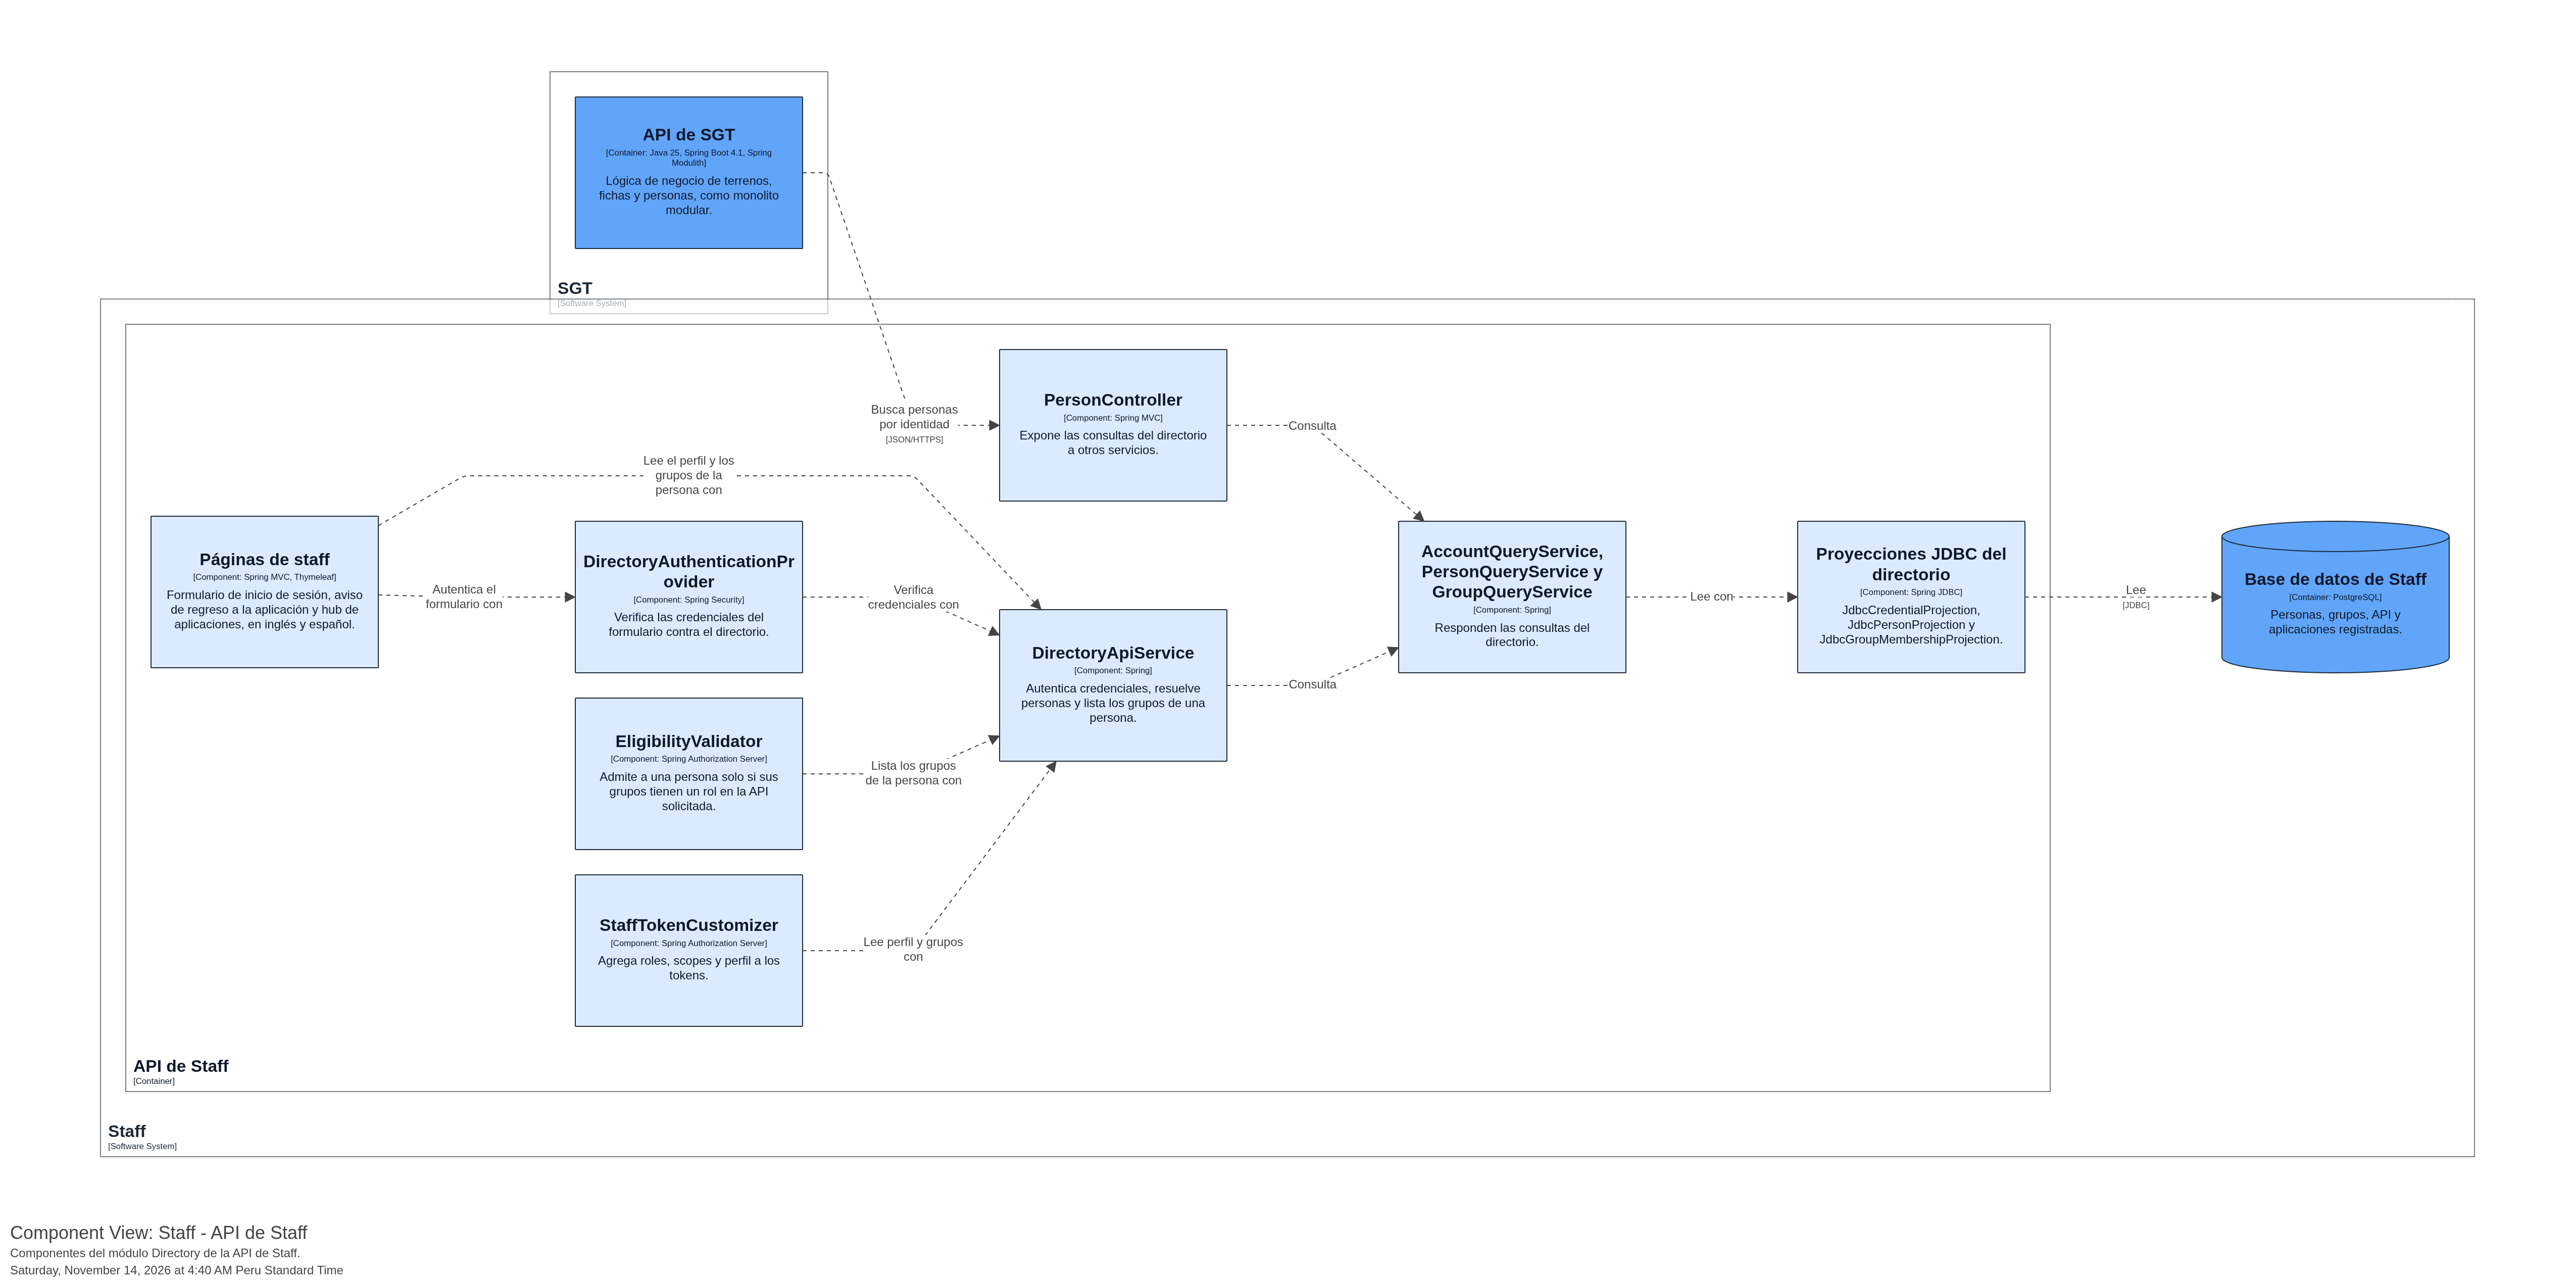 API de SGT
[Container: Java 25, Spring Boot 4.1, Spring
Modulith]
Lógica de negocio de terrenos,
fichas y personas, como monolito
modular.
SGT
[Software System]
Busca personas
por identidad
[JSON/HTTPS]
PersonController
[Component: Spring MVC]
Expone las consultas del directorio
a otros servicios.
Consulta
Lee el perfil y los
grupos de la
persona con
Páginas de staff
[Component: Spring MVC, Thymeleaf]
Formulario de inicio de sesión, aviso
de regreso a la aplicación y hub de
aplicaciones, en inglés y español.
Autentica el
formulario con
DirectoryAuthenticationPr
ovider
[Component: Spring Security]
Verifica las credenciales del
formulario contra el directorio.
Verifica
credenciales con
DirectoryApiService
[Component: Spring]
Autentica credenciales, resuelve
personas y lista los grupos de una
persona.
Consulta
AccountQueryService,
PersonQueryService y
GroupQueryService
[Component: Spring]
Responden las consultas del
directorio.
Lee con
Proyecciones JDBC del
directorio
[Component: Spring JDBC]
JdbcCredentialProjection,
JdbcPersonProjection y
JdbcGroupMembershipProjection.
Lee
[JDBC]
Base de datos de Staff
[Container: PostgreSQL]
Personas, grupos, API y
aplicaciones registradas.
EligibilityValidator
[Component: Spring Authorization Server]
Admite a una persona solo si sus
grupos tienen un rol en la API
solicitada.
Lista los grupos
de la persona con
StaffTokenCustomizer
[Component: Spring Authorization Server]
Agrega roles, scopes y perfil a los
tokens.
Lee perfil y grupos
con
API de Staff
[Container]
Staff
[Software System]
Component View: Staff - API de Staff
Componentes del módulo Directory de la API de Staff.
Saturday, November 14, 2026 at 4:40 AM Peru Standard Time